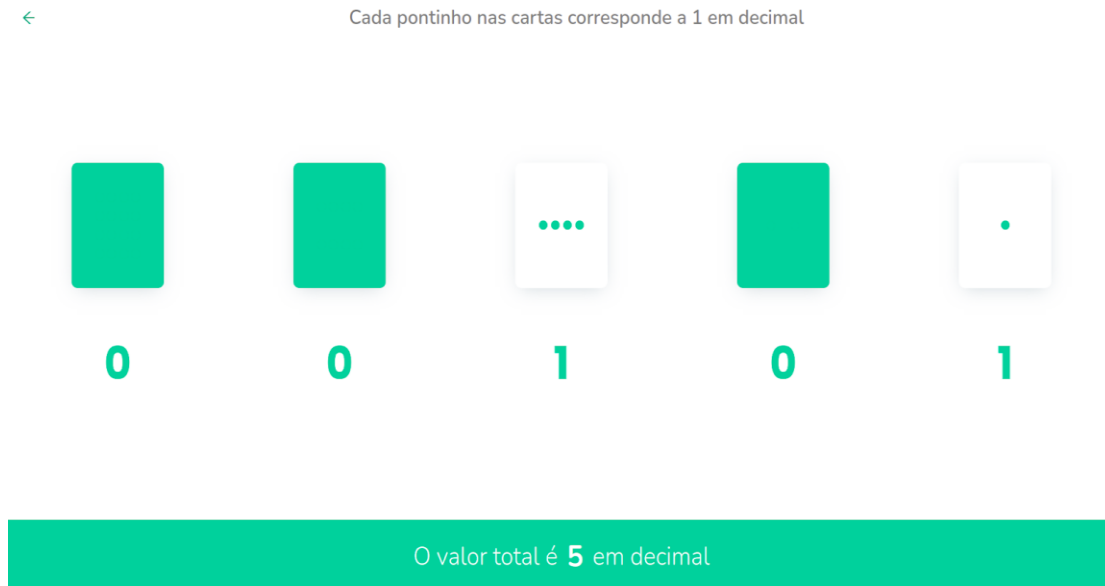 Cada pontinho nas cartas corresponde a 1 em decimal
0 0 1 0 1
O valor total é 5 em decimal